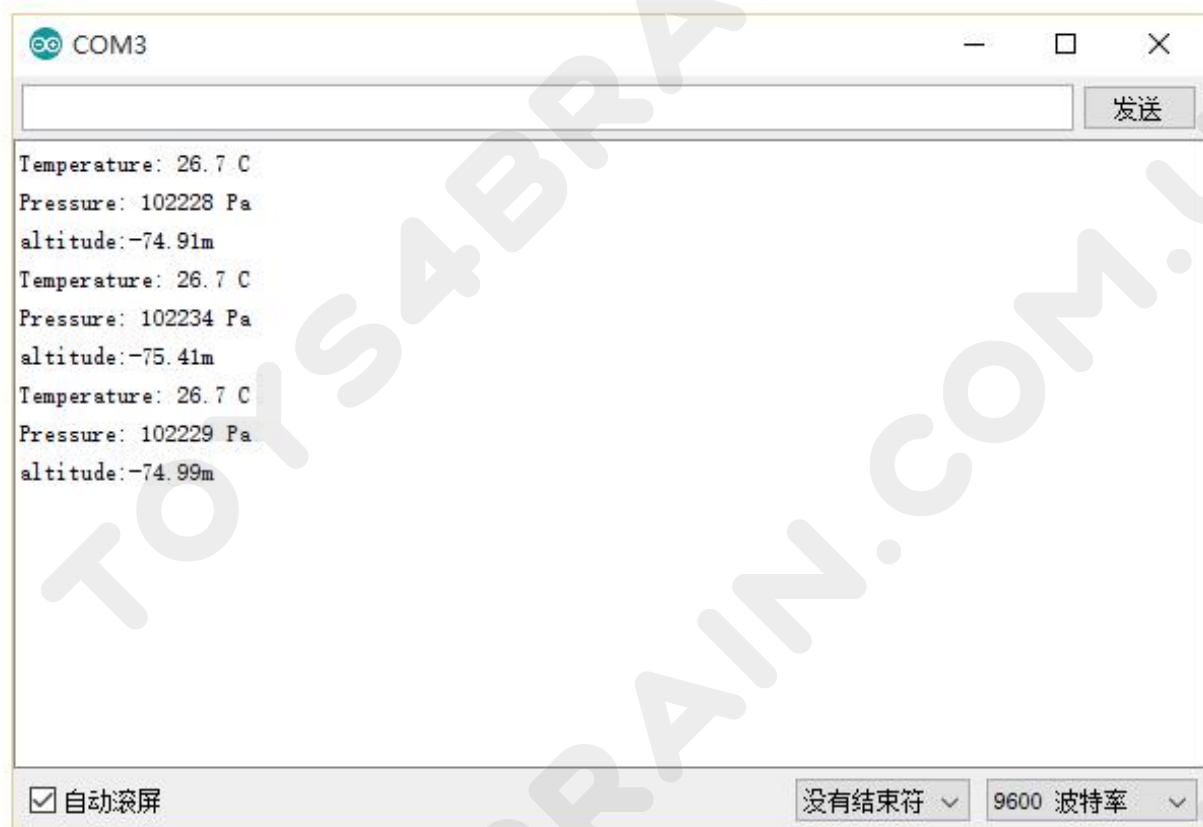 COM3
发送
Temperature: 26.7 C
Pressure: 102228 Pa
altitude:-74.91m
Temperature: 26.7 C
Pressure: 102234 Pa
altitude:-75.41m
Temperature: 26.7 C
Pressure: 102229 Pa
altitude:-74.99m
自动滚屏
没有结束符
9600 波特率
TOYS4BRA
BRAIN.COM.U